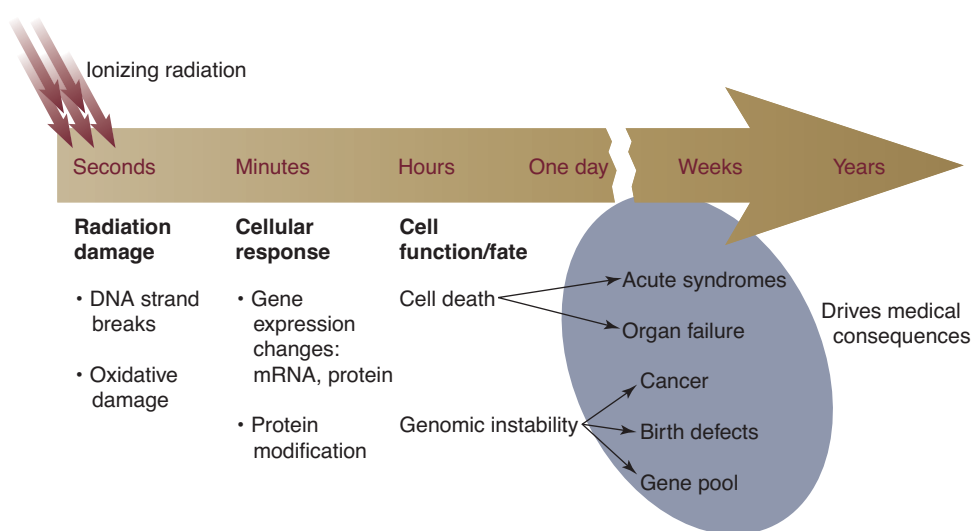 Ionizing radiation
Seconds
Minutes
Hours
One day
Weeks
Years
Radiation
damage
• DNA strand
breaks
• Oxidative
damage
Cellular
response
• Gene
expression
changes:
mRNA, protein
• Protein
modification
Cell
function/fate
Cell death
Genomic instability
Acute syndromes
Organ failure
Cancer
Birth defects
Gene pool
Drives medical
consequences